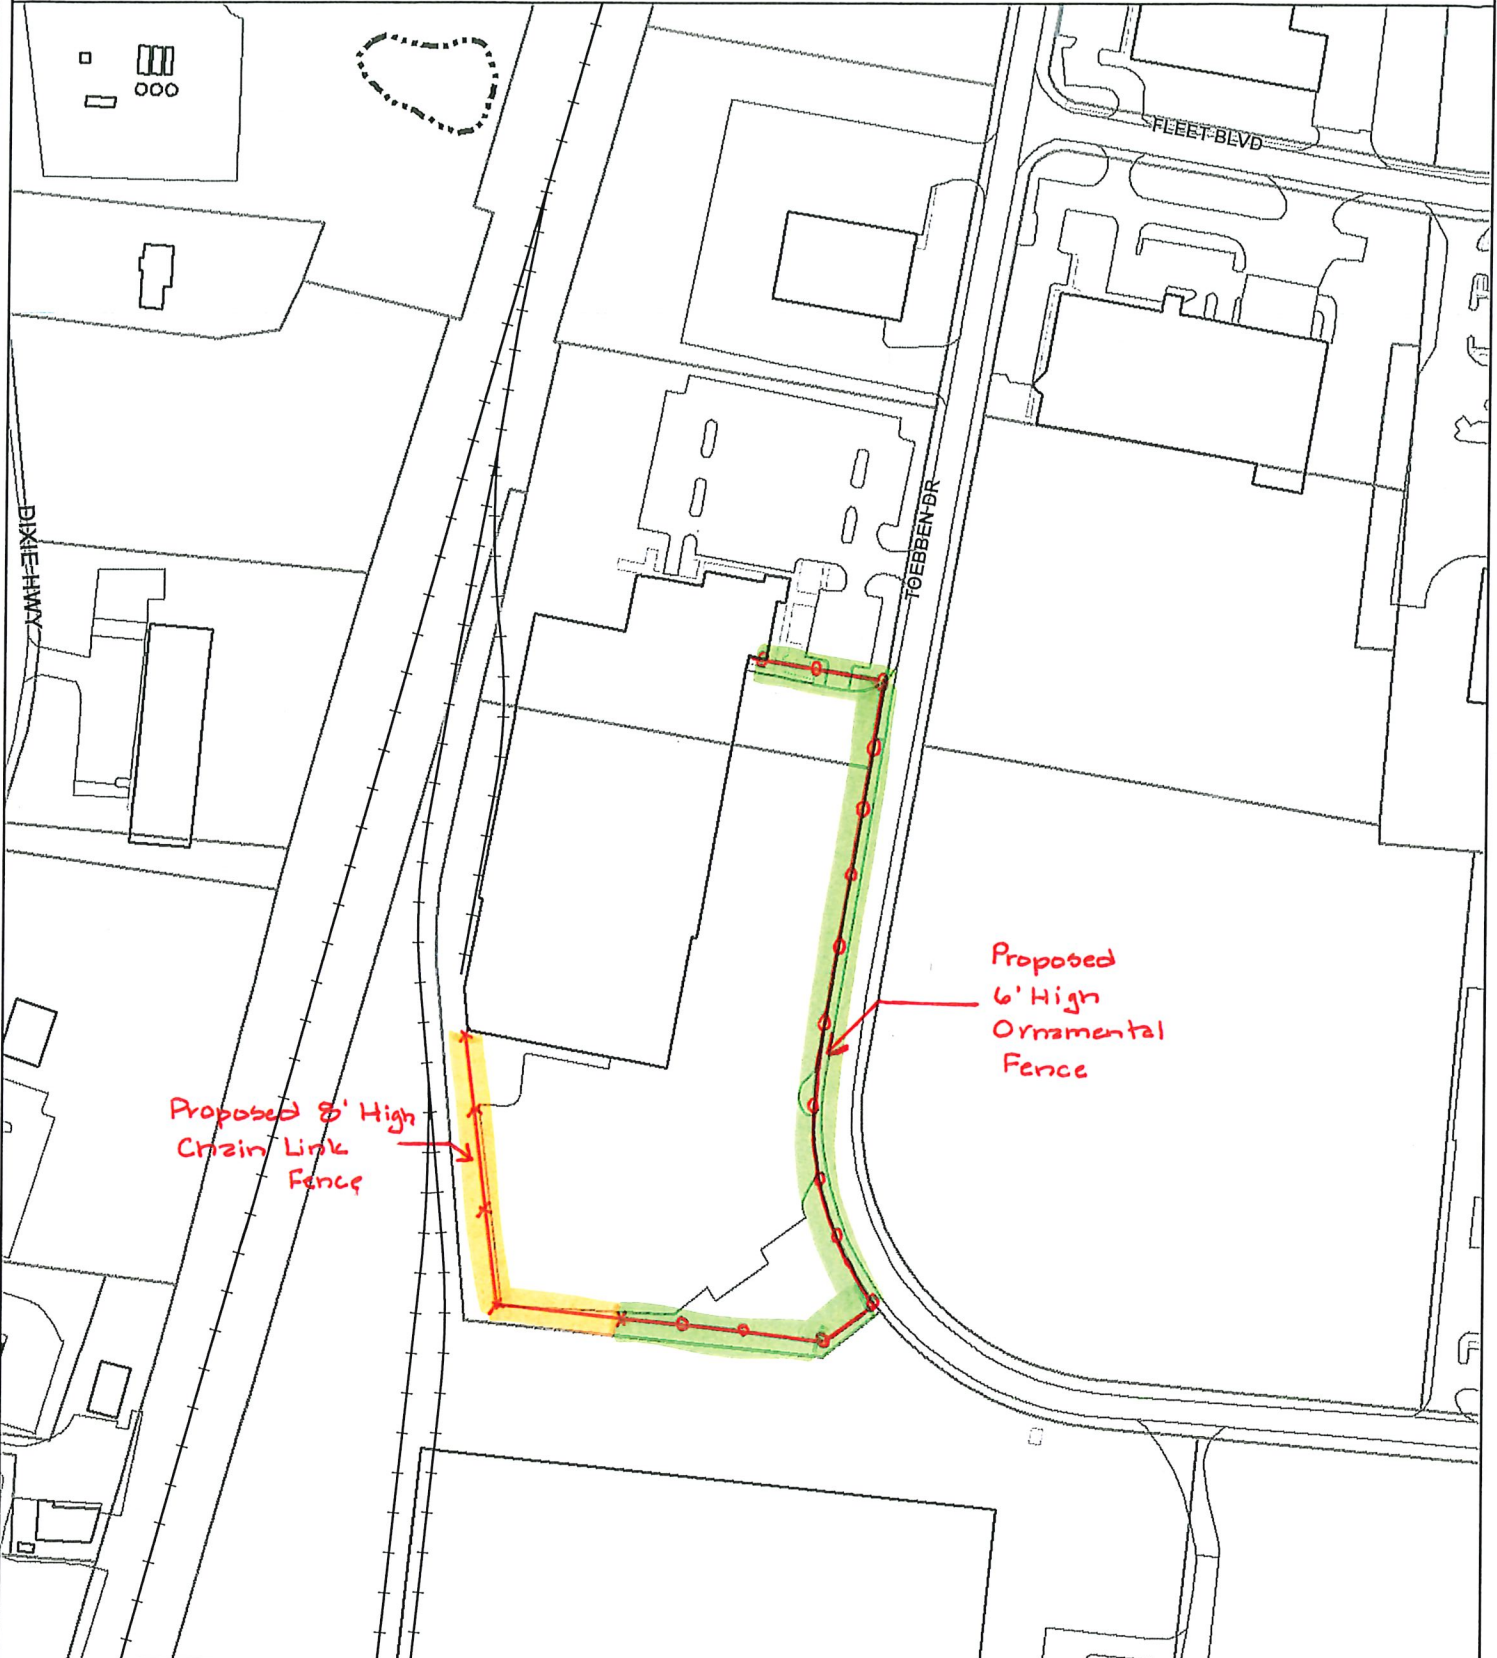 FLEET BLVD
TOEBBEN DR
DIXIE HWY
Proposed
6' High
Ornamental
Fence
Proposed 8' High
Chain Link
Fence